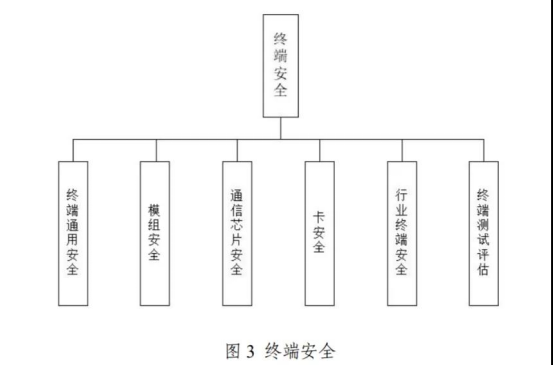 终端安全
终端通用安全
模组安全
通信芯片安全
卡安全
行业终端安全
终端测试评估
图 3 终端安全